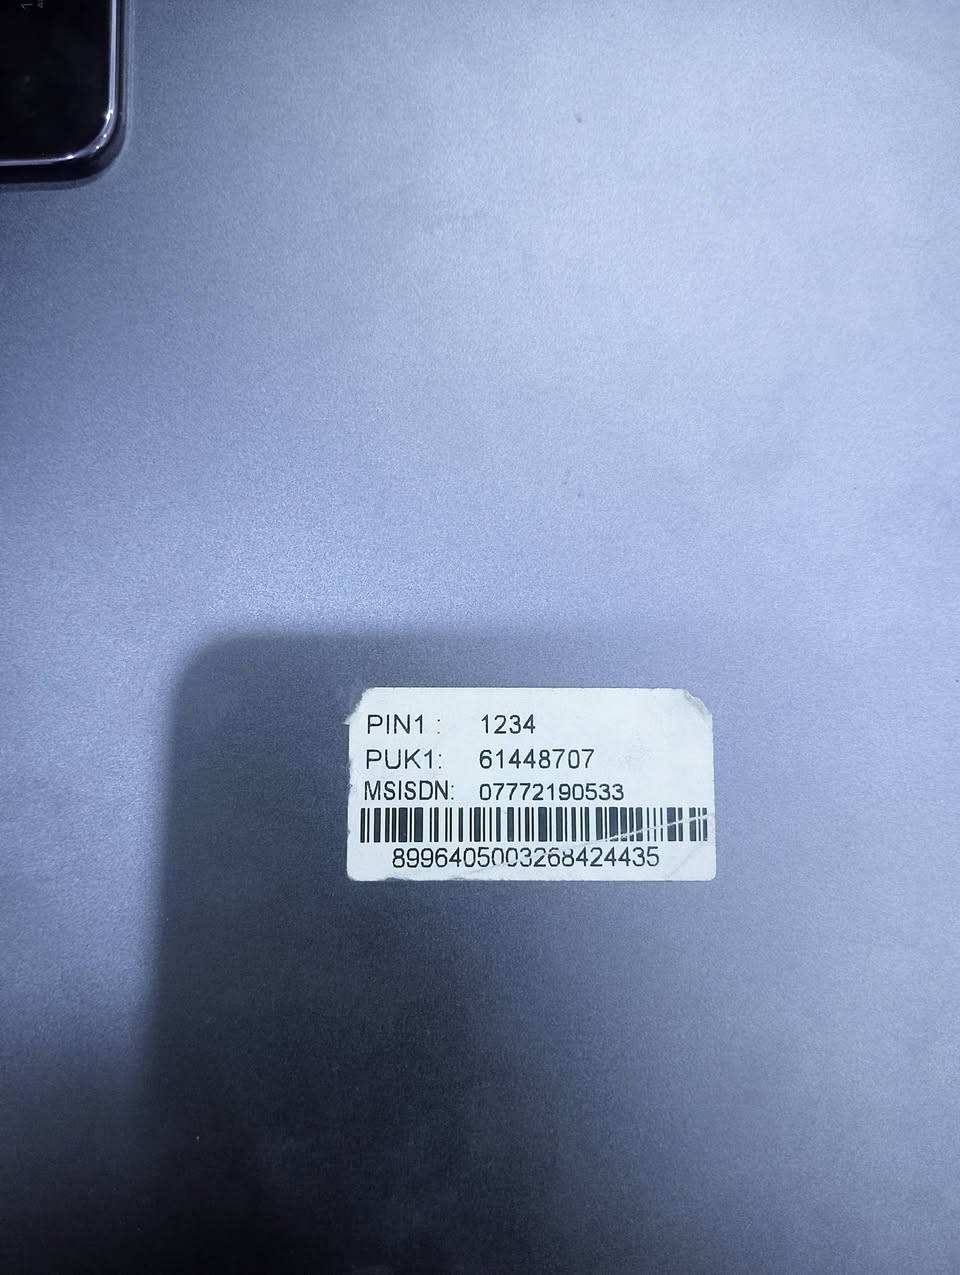 PIN1 : 1234
PUK1: 61448707
MSISDN: 07772190533
8996405003268424435